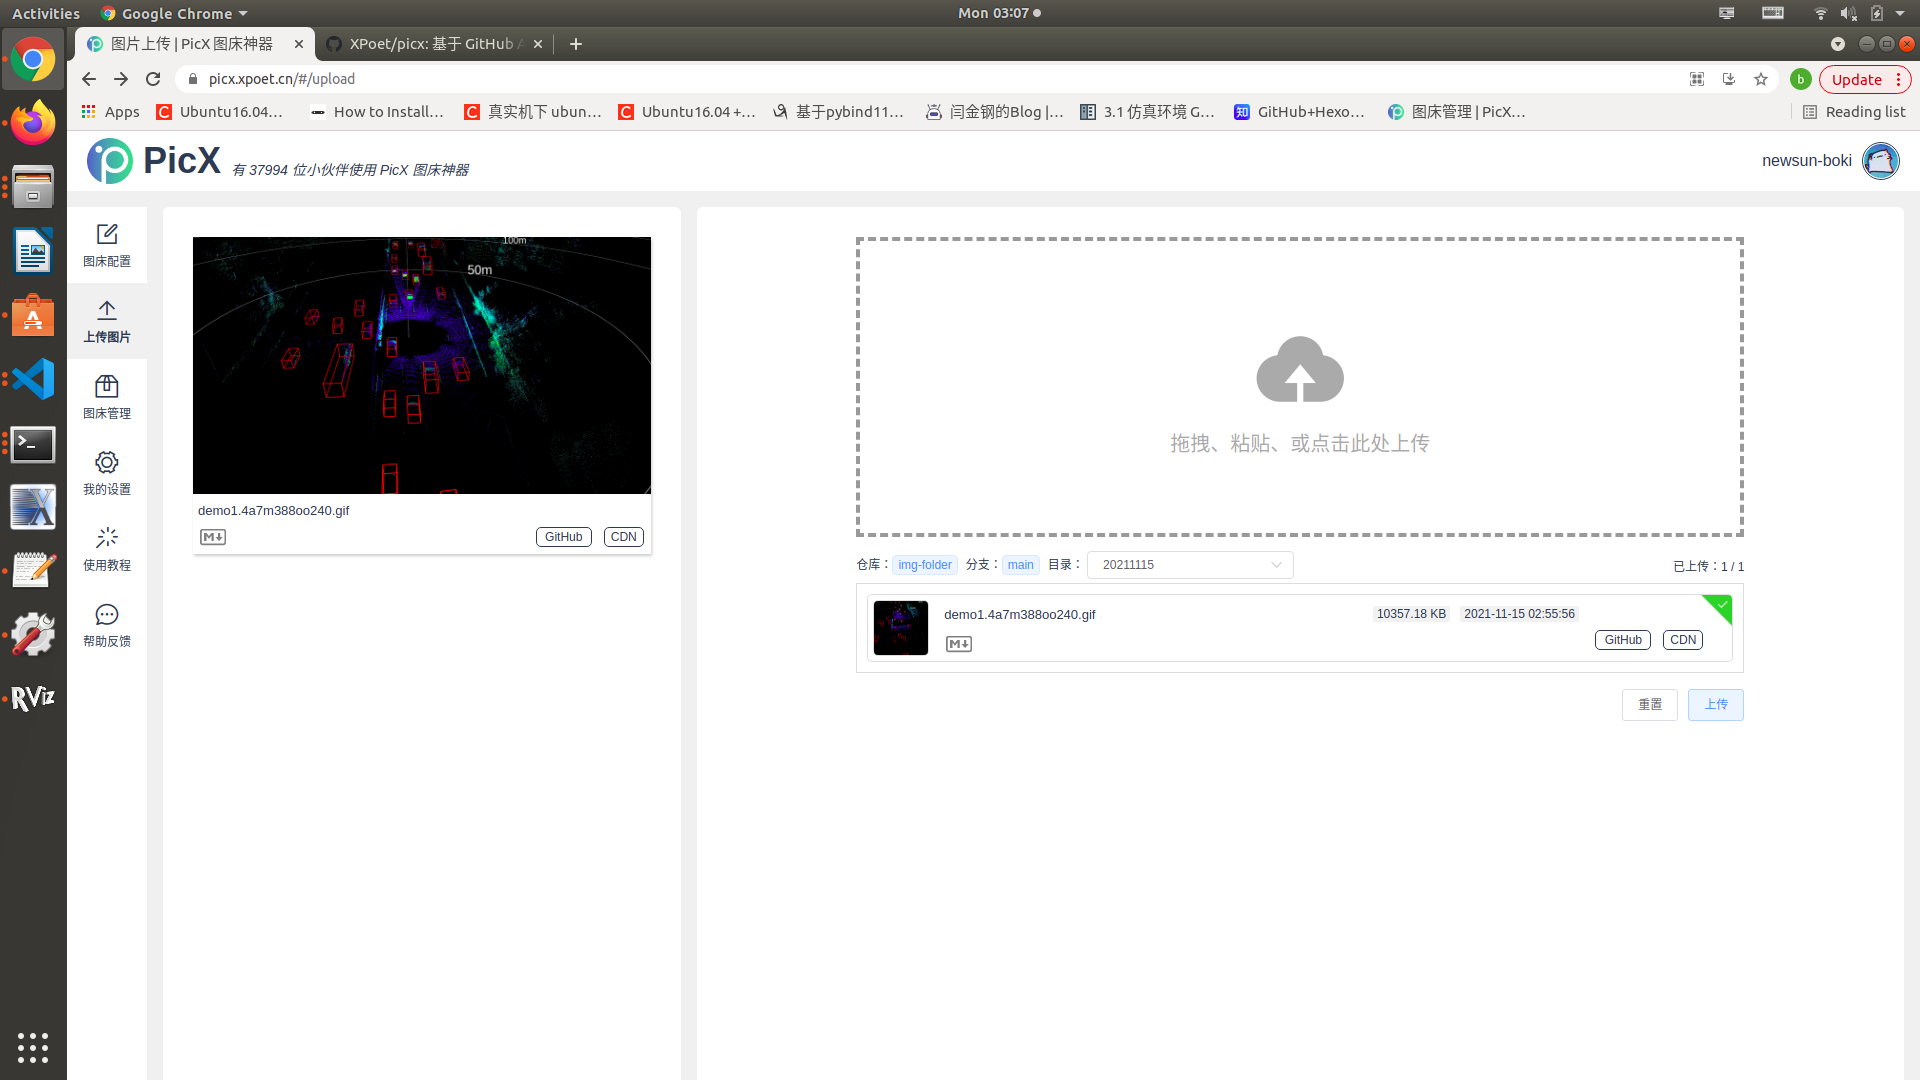 Activities
Google Chrome
Mon 03:07
图片上传 | PicX 图床神器
XPoet/picx: 基于 GitHub A
picx.xpoet.cn/#/upload
b
Update
Apps
Ubuntu16.04…
How to Install…
真实机下 ubun…
Ubuntu16.04 +…
基于pybind11…
闫金钢的Blog |…
3.1 仿真环境 G…
知
GitHub+Hexo…
图床管理 | PicX…
Reading list
PicX
有 37994 位小伙伴使用 PicX 图床神器
newsun-boki
图床配置
上传图片
图床管理
我的设置
使用教程
帮助反馈
100m
50m
demo1.4a7m388oo240.gif
GitHub
CDN
拖拽、粘贴、或点击此处上传
仓库：
img-folder
分支：
main
目录：
20211115
已上传：1 / 1
demo1.4a7m388oo240.gif
10357.18 KB
2021-11-15 02:55:56
GitHub
CDN
重置
上传
RViz